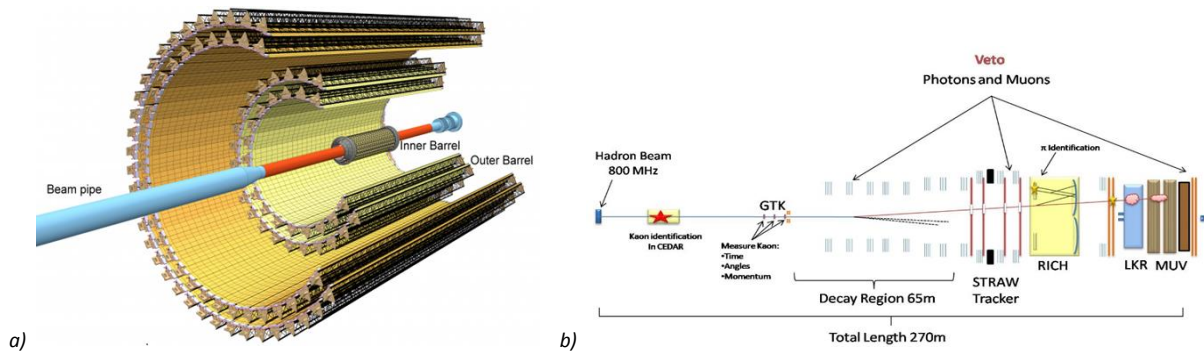 Beam pipe
Inner Barrel
Outer Barrel
a)
Veto
Photons and Muons
π Identification
Hadron Beam
800 MHz
GTK
Kaon identification
In CEDAR
Measure Kaon:
•Time
•Angles
•Momentum
Decay Region 65m
STRAW
Tracker
RICH
LKR
MUV
Total Length 270m
b)